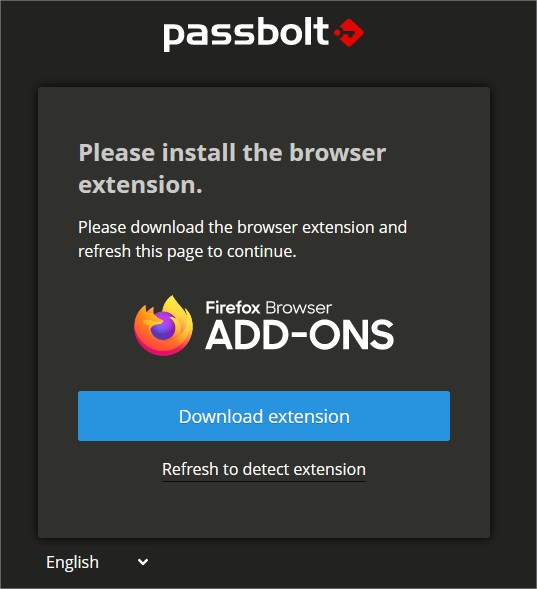 passbolt
Please install the browser
extension.
Please download the browser extension and
refresh this page to continue.
Firefox Browser
ADD-ONS
Download extension
Refresh to detect extension
English